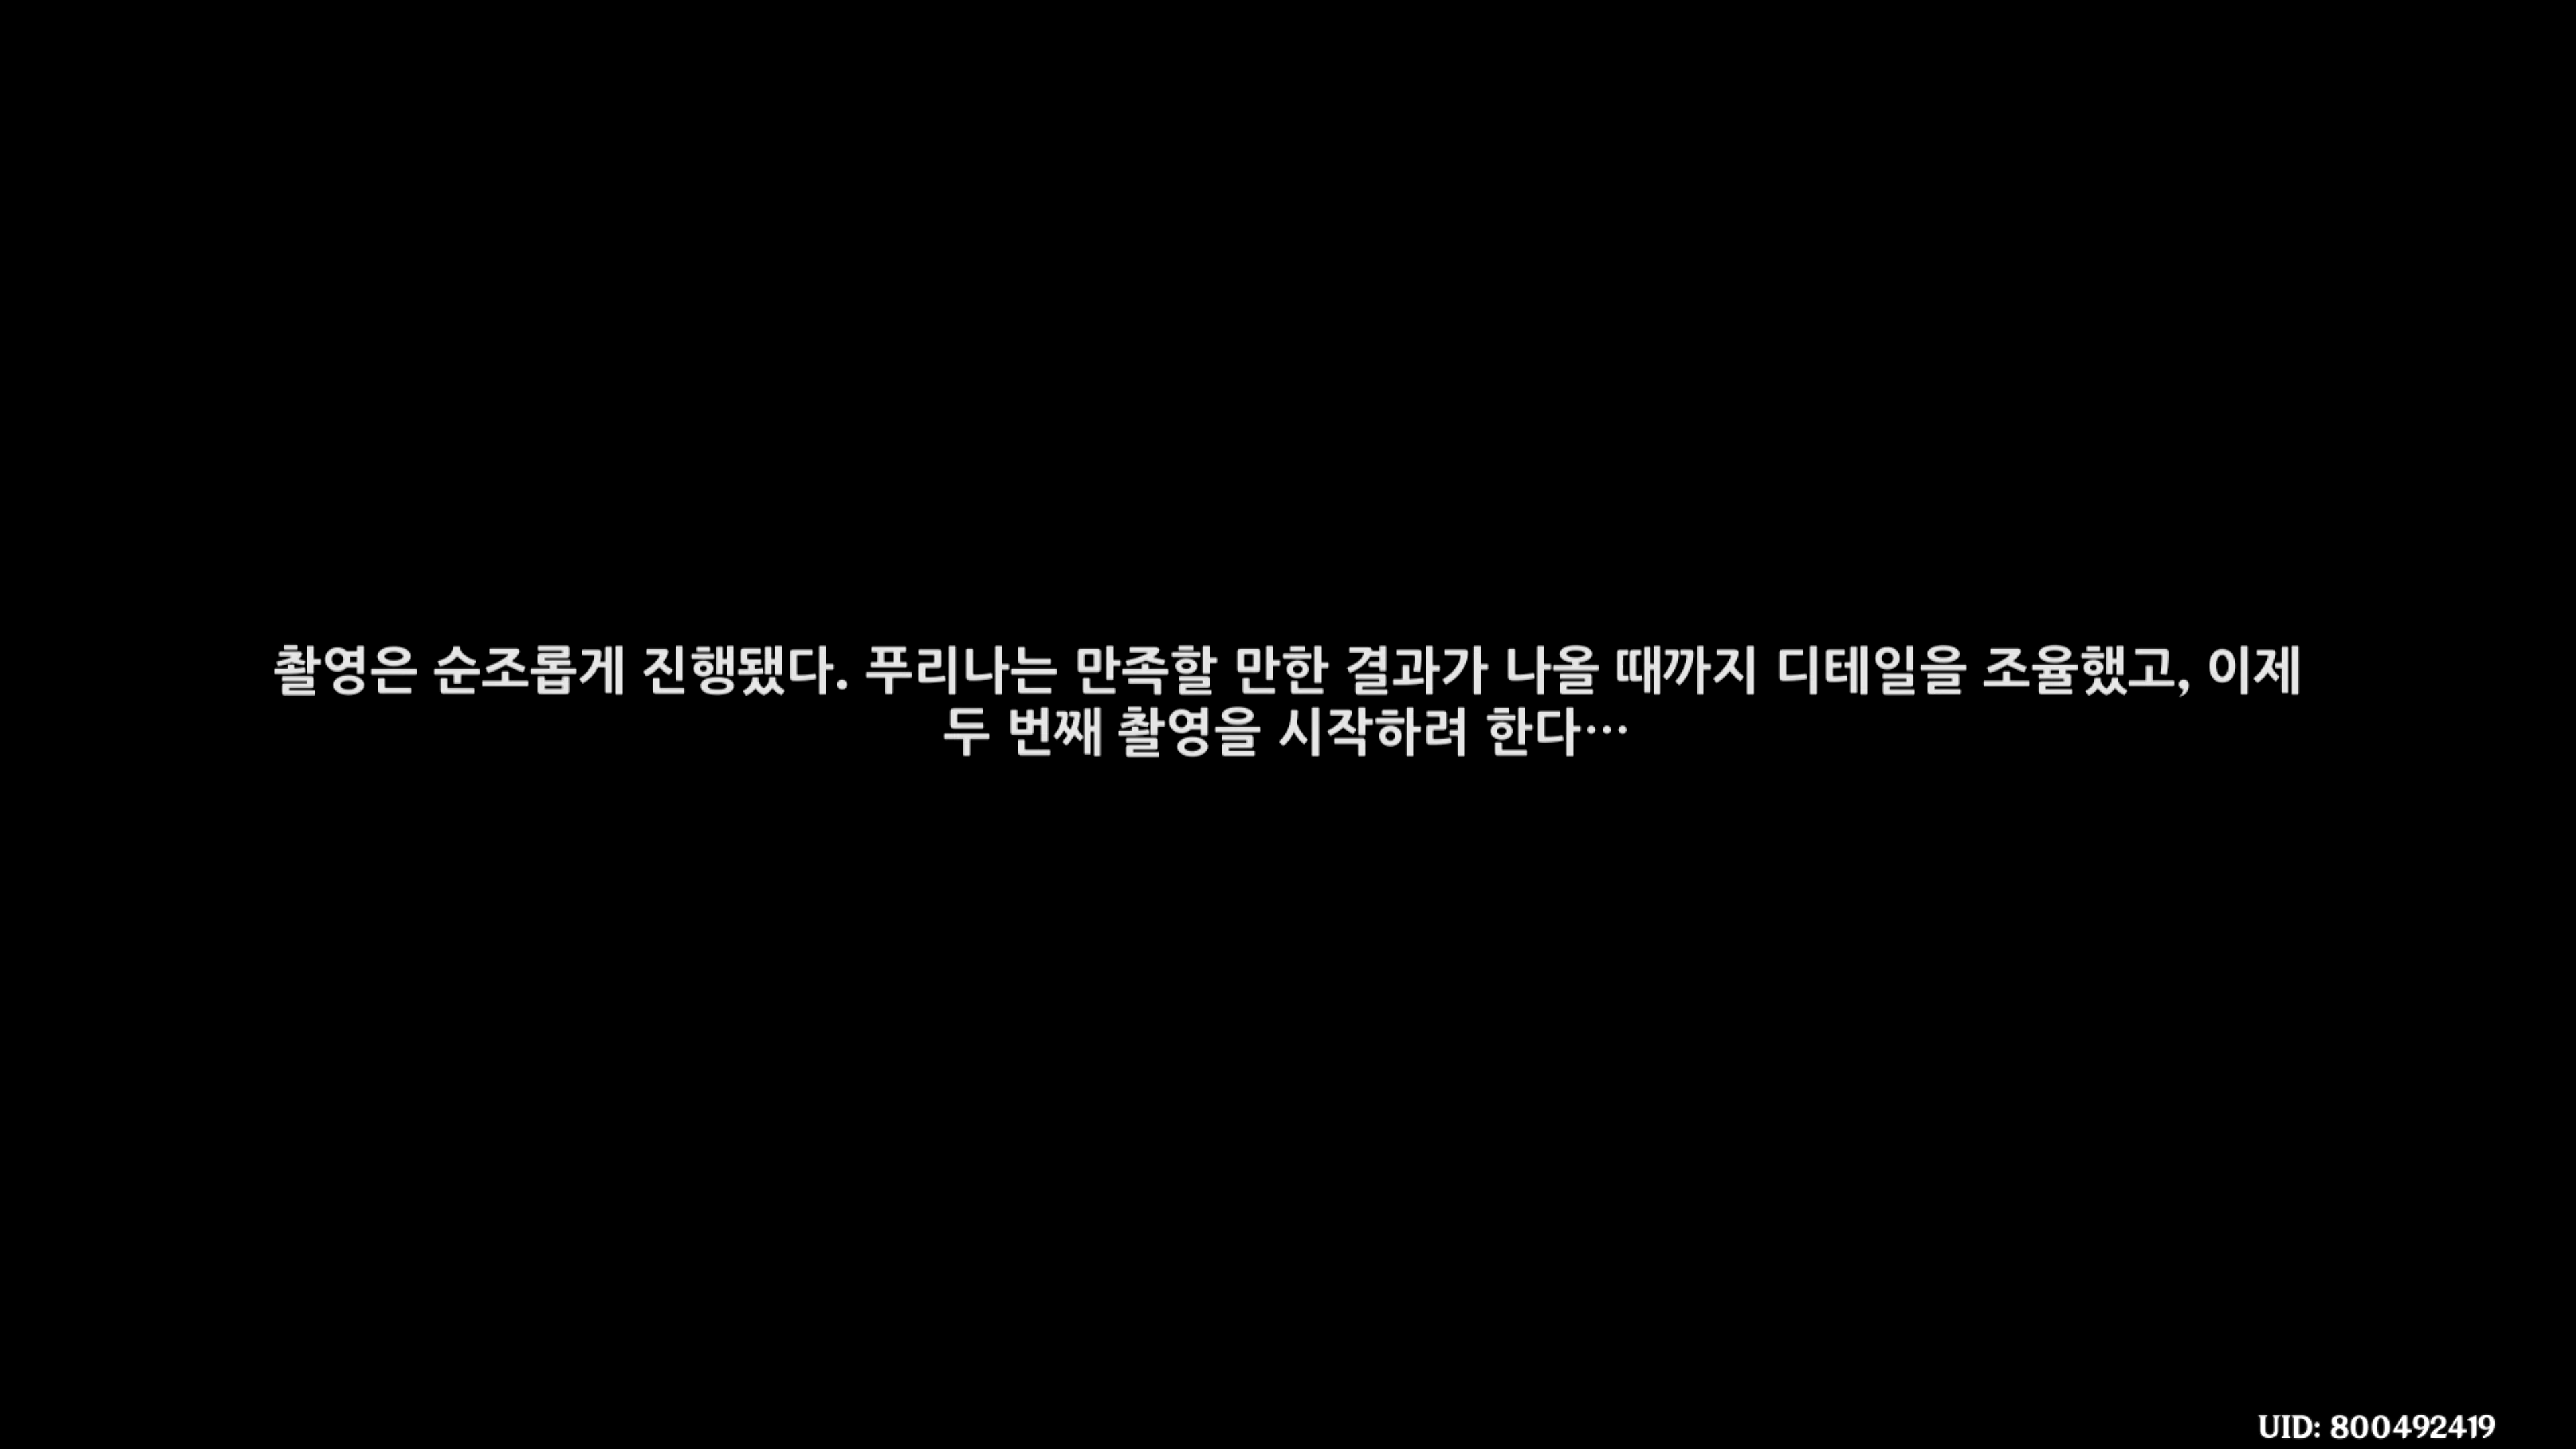 촬영은 순조롭게 진행됐다. 푸리나는 만족할 만한 결과가 나올 때까지 디테일을 조율했고, 이제
두 번째 촬영을 시작하려 한다…
UID: 800492419